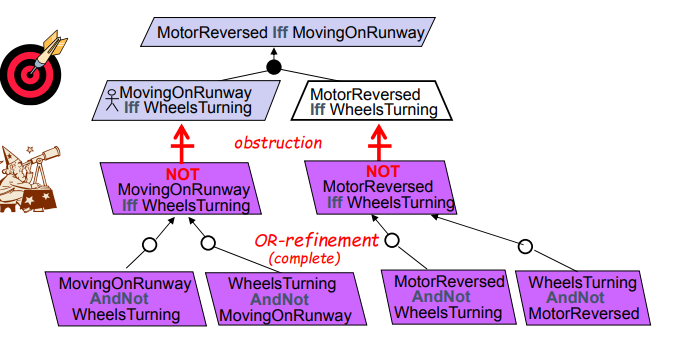 MotorReversed Iff MovingOnRunway
MovingOnRunway
Iff WheelsTurning
MotorReversed
Iff WheelsTurning
obstruction
NOT
MovingOnRunway
Iff WheelsTurning
NOT
MotorReversed
Iff WheelsTurning
OR-refinement
(complete)
MovingOnRunway
AndNot
WheelsTurning
WheelsTurning
AndNot
MovingOnRunway
MotorReversed
AndNot
WheelsTurning
WheelsTurning
AndNot
MotorReversed